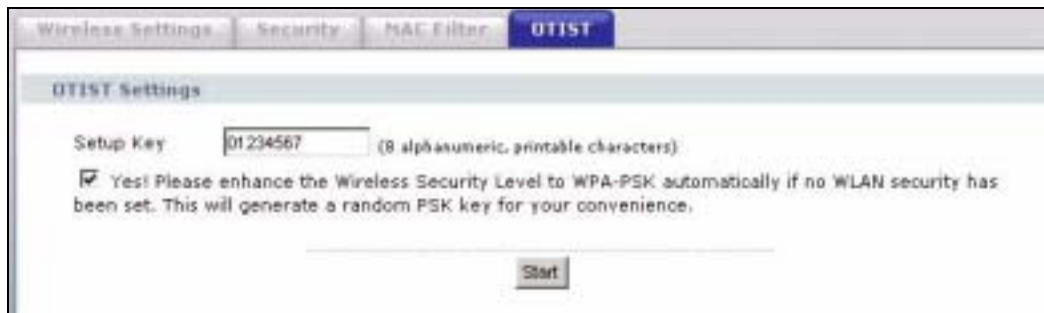 Wireless Settings Security MAC Filter OTIST
OTIST Settings
Setup Key 01234567 (8 alphanumeric, printable characters)
Yes! Please enhance the Wireless Security Level to WPA-PSK automatically if no WLAN security has
been set. This will generate a random PSK key for your convenience.
Start